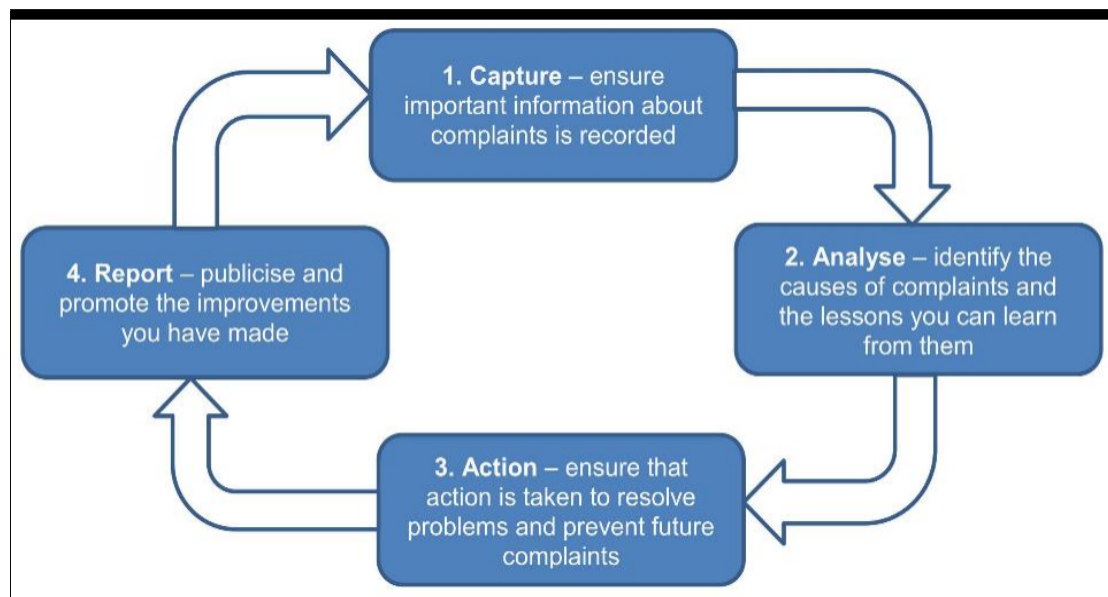 1. Capture – ensure
important information about
complaints is recorded
2. Analyse – identify the
causes of complaints and
the lessons you can learn
from them
3. Action – ensure that
action is taken to resolve
problems and prevent future
complaints
4. Report – publicise and
promote the improvements
you have made